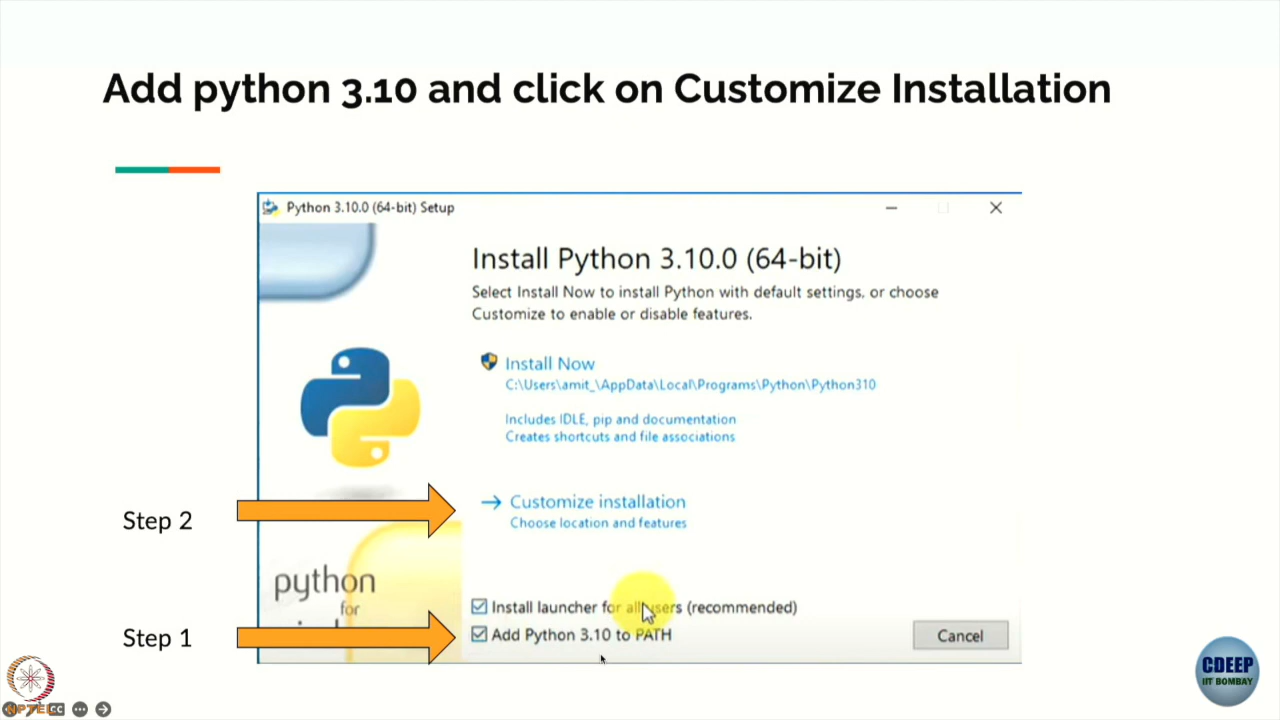 Add python 3.10 and click on Customize Installation
Python 3.10.0 (64-bit) Setup
Install Python 3.10.0 (64-bit)
Select Install Now to install Python with default settings, or choose
Customize to enable or disable features.
Install Now
C:\Users\amit_\AppData\Local\Programs\Python\Python310
Includes IDLE, pip and documentation
Creates shortcuts and file associations
Step 2
Customize installation
Choose location and features
python
for
Install launcher for all users (recommended)
Step 1
Add Python 3.10 to PATH
Cancel
CDEEP
IIT BOMBAY
NPTEL
CC